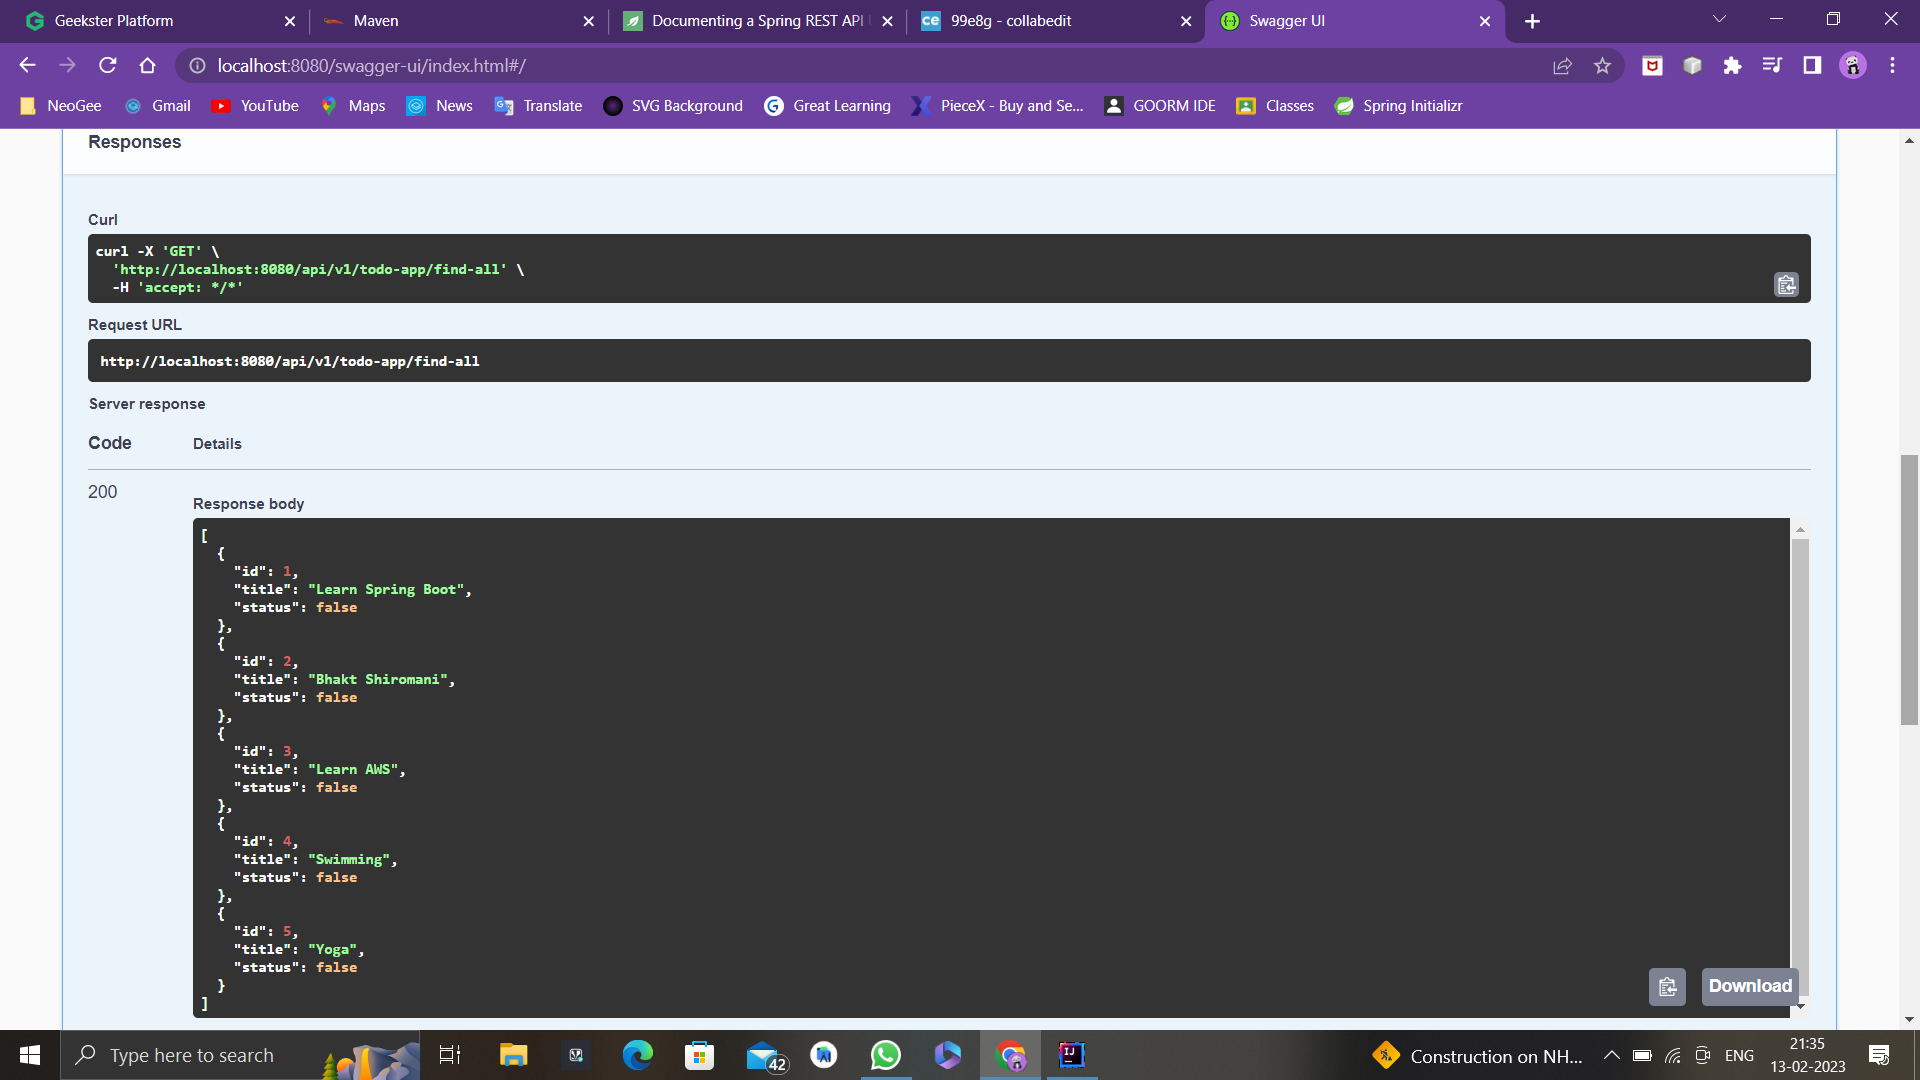 Geekster Platform
Maven
Documenting a Spring REST API
99e8g - collabedit
Swagger UI
localhost:8080/swagger-ui/index.html#/
NeoGee
Gmail
YouTube
Maps
News
Translate
SVG Background
Great Learning
PieceX - Buy and Se...
GOORM IDE
Classes
Spring Initializr
Responses
Curl
curl -X 'GET' \
'http://localhost:8080/api/v1/todo-app/find-all' \
-H 'accept: */*'
Request URL
http://localhost:8080/api/v1/todo-app/find-all
Server response
Code Details
200
Response body
[
{
"id": 1,
"title": "Learn Spring Boot",
"status": false
},
{
"id": 2,
"title": "Bhakt Shiromani",
"status": false
},
{
"id": 3,
"title": "Learn AWS",
"status": false
},
{
"id": 4,
"title": "Swimming",
"status": false
},
{
"id": 5,
"title": "Yoga",
"status": false
}
]
Download
Type here to search
42
Construction on NH...
ENG
21:35
13-02-2023